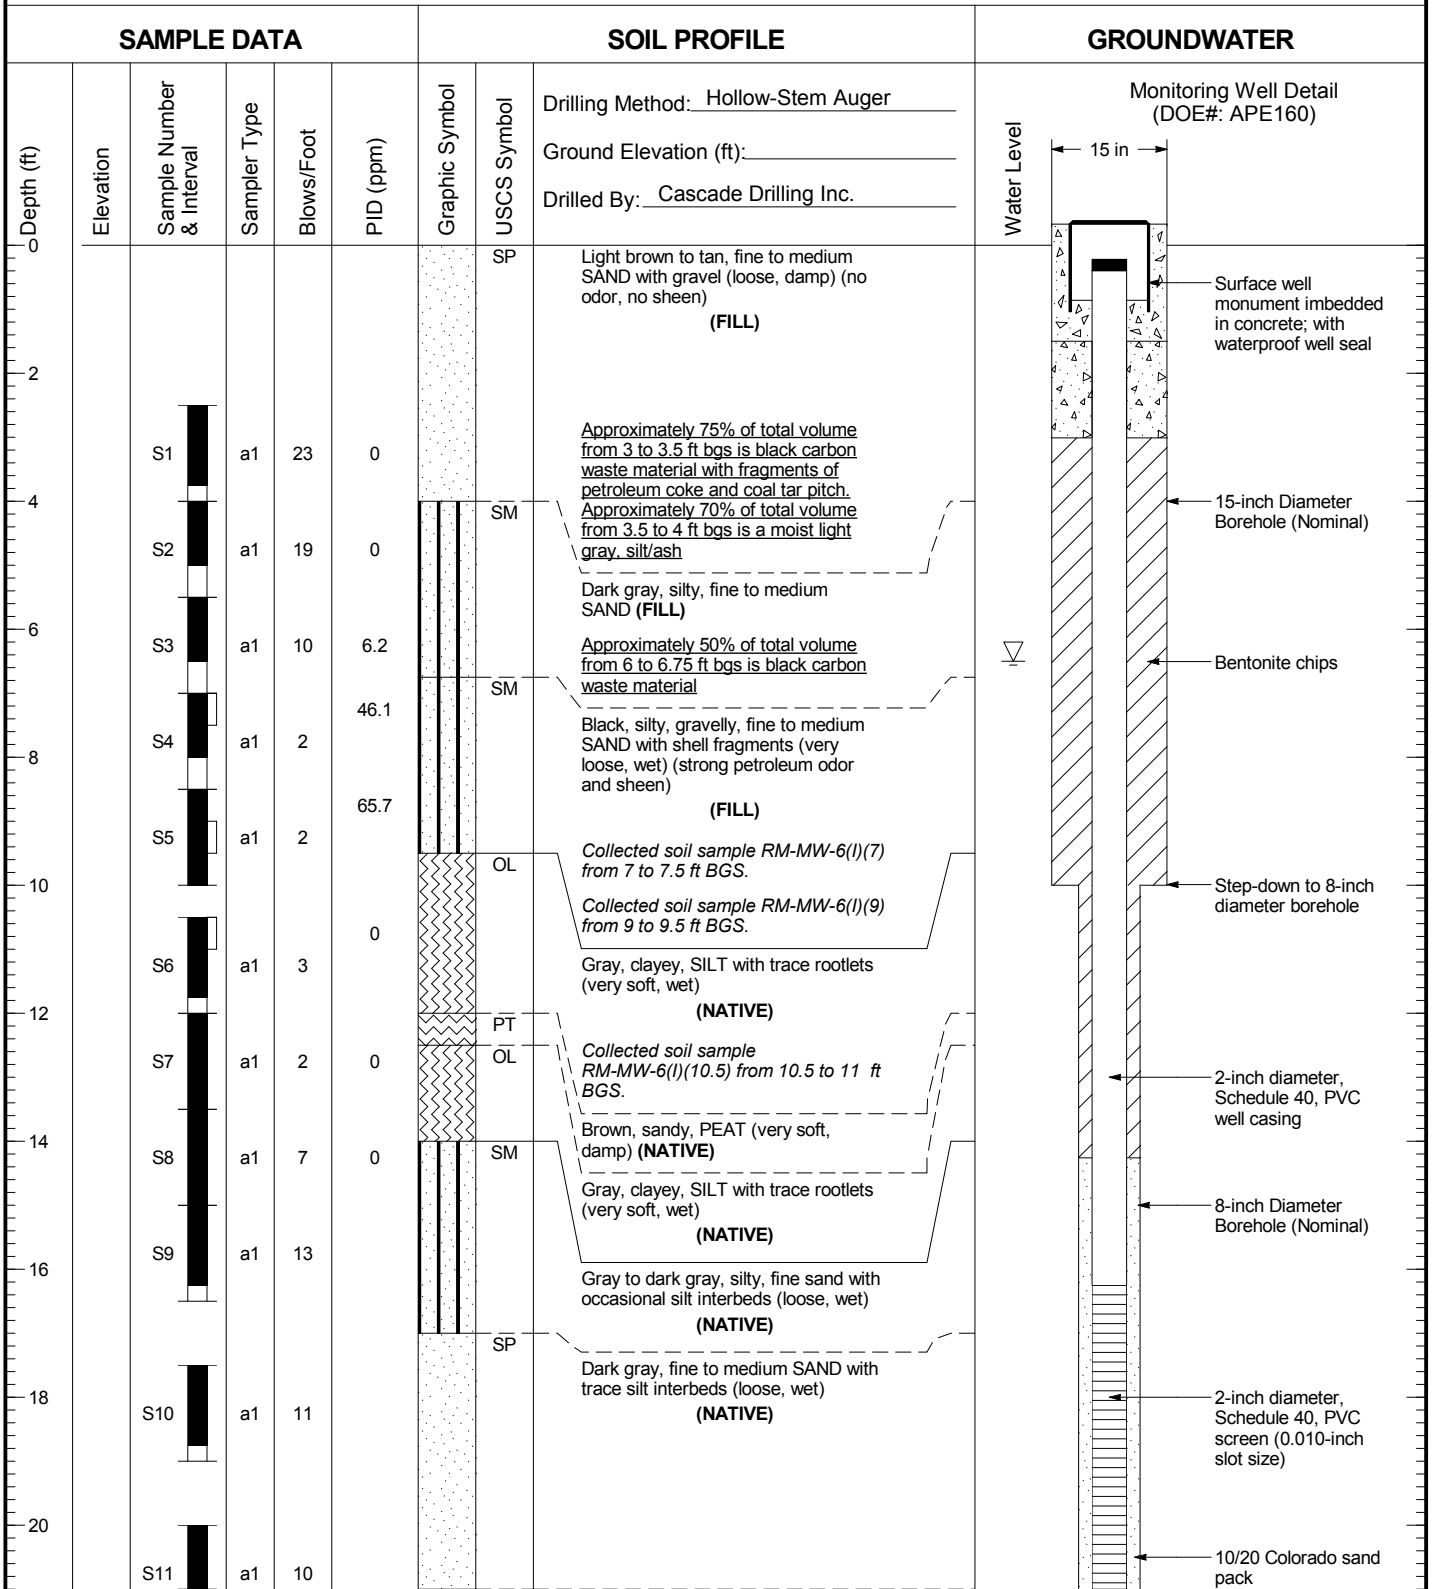 SAMPLE DATA
SOIL PROFILE
GROUNDWATER
Depth (ft)
Elevation
Sample Number
& Interval
Sampler Type
Blows/Foot
PID (ppm)
Graphic Symbol
USCS Symbol
Drilling Method: Hollow-Stem Auger
Ground Elevation (ft):
Drilled By: Cascade Drilling Inc.
Water Level
Monitoring Well Detail
(DOE#: APE160)
15 in
0
2
4
6
8
10
12
14
16
18
20
S1 a1 23 0
S2 a1 19 0
S3 a1 10 6.2
46.1
S4 a1 2
65.7
S5 a1 2
0
S6 a1 3
S7 a1 2 0
S8 a1 7 0
S9 a1 13
S10 a1 11
S11 a1 10
SP
Light brown to tan, fine to medium
SAND with gravel (loose, damp) (no
odor, no sheen)
(FILL)
Approximately 75% of total volume
from 3 to 3.5 ft bgs is black carbon
waste material with fragments of
petroleum coke and coal tar pitch.
Approximately 70% of total volume
from 3.5 to 4 ft bgs is a moist light
gray, silt/ash
SM
Dark gray, silty, fine to medium
SAND (FILL)
Approximately 50% of total volume
from 6 to 6.75 ft bgs is black carbon
waste material
SM
Black, silty, gravelly, fine to medium
SAND with shell fragments (very
loose, wet) (strong petroleum odor
and sheen)
(FILL)
Collected soil sample RM-MW-6(I)(7)
from 7 to 7.5 ft BGS.
Collected soil sample RM-MW-6(I)(9)
from 9 to 9.5 ft BGS.
OL
Gray, clayey, SILT with trace rootlets
(very soft, wet)
(NATIVE)
Collected soil sample
RM-MW-6(I)(10.5) from 10.5 to 11 ft
BGS.
PT
Brown, sandy, PEAT (very soft,
damp) (NATIVE)
OL
Gray, clayey, SILT with trace rootlets
(very soft, wet)
(NATIVE)
SM
Gray to dark gray, silty, fine sand with
occasional silt interbeds (loose, wet)
(NATIVE)
SP
Dark gray, fine to medium SAND with
trace silt interbeds (loose, wet)
(NATIVE)
Surface well
monument imbedded
in concrete; with
waterproof well seal
15-inch Diameter
Borehole (Nominal)
Bentonite chips
Step-down to 8-inch
diameter borehole
2-inch diameter,
Schedule 40, PVC
well casing
8-inch Diameter
Borehole (Nominal)
2-inch diameter,
Schedule 40, PVC
screen (0.010-inch
slot size)
10/20 Colorado sand
pack